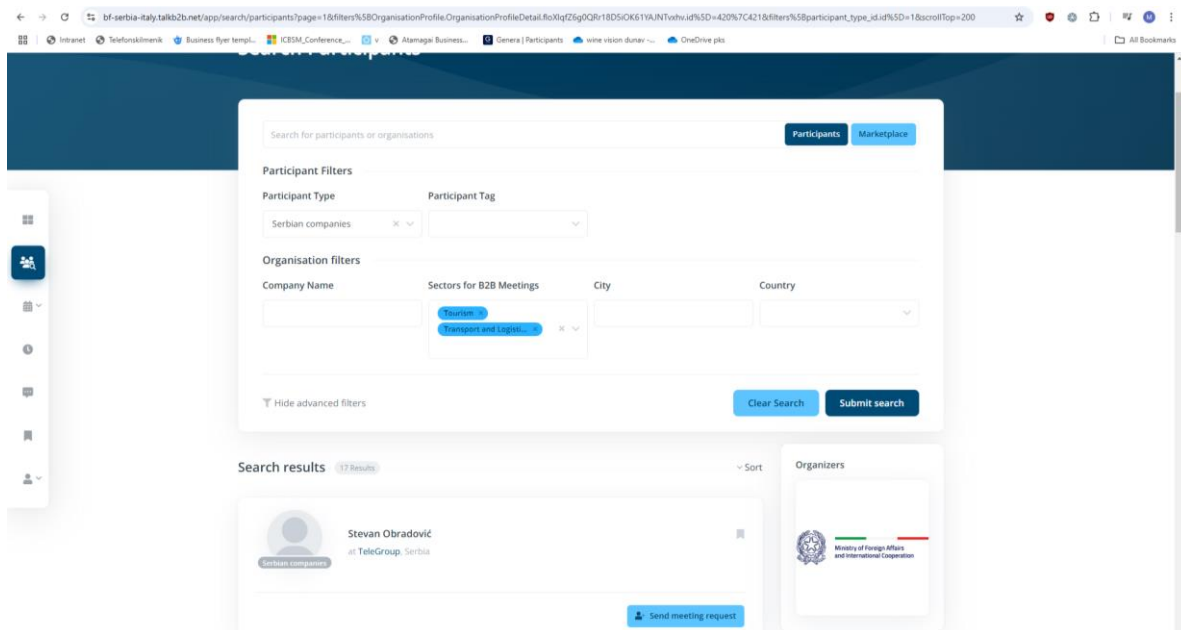 bf-serbia-italy.talkb2b.net/app/search/participants?page=1&filters%5BOrganisationProfile.OrganisationProfileDetail.floXlqfZ6g0QRr18D5iOK61YAJNTvxhv.id%5D=420%7C421&filters%5Bparticipant_type_id.id%5D=1&scrollTop=200
Intranet Telefonskiimenik Business flyer templ... ICBSM_Conference_... v Atamagai Business... Genera | Participants wine vision dunav -... OneDrive pks All Bookmarks
Search Participants
Search for participants or organisations Participants Marketplace
Participant Filters
Participant Type Participant Tag
Serbian companies
Organisation filters
Company Name Sectors for B2B Meetings City Country
Tourism
Transport and Logisti...
Hide advanced filters Clear Search Submit search
Search results 17 Results Sort Organizers
Stevan Obradović
at TeleGroup, Serbia
Serbian companies
Ministry of Foreign Affairs
and International Cooperation
Send meeting request